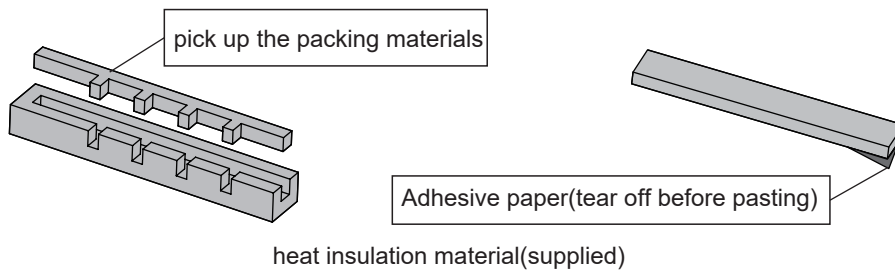 pick up the packing materials
Adhesive paper(tear off before pasting)
heat insulation material(supplied)